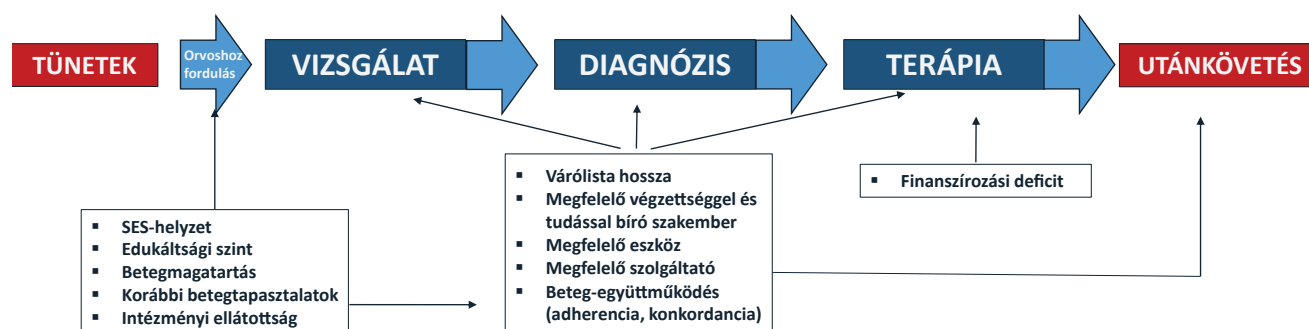 TÜNETEK
Orvoshoz
fordulás
VIZSGÁLAT
DIAGNÓZIS
TERÁPIA
UTÁNKÖVETÉS
▪ SES-helyzet
▪ Edukáltsági szint
▪ Betegmagatartás
▪ Korábbi betegtapasztalatok
▪ Intézményi ellátottság
▪ Várólista hossza
▪ Megfelelő végzettséggel és
tudással bíró szakember
▪ Megfelelő eszköz
▪ Megfelelő szolgáltató
▪ Beteg-együttműködés
(adherencia, konkordancia)
▪ Finanszírozási deficit